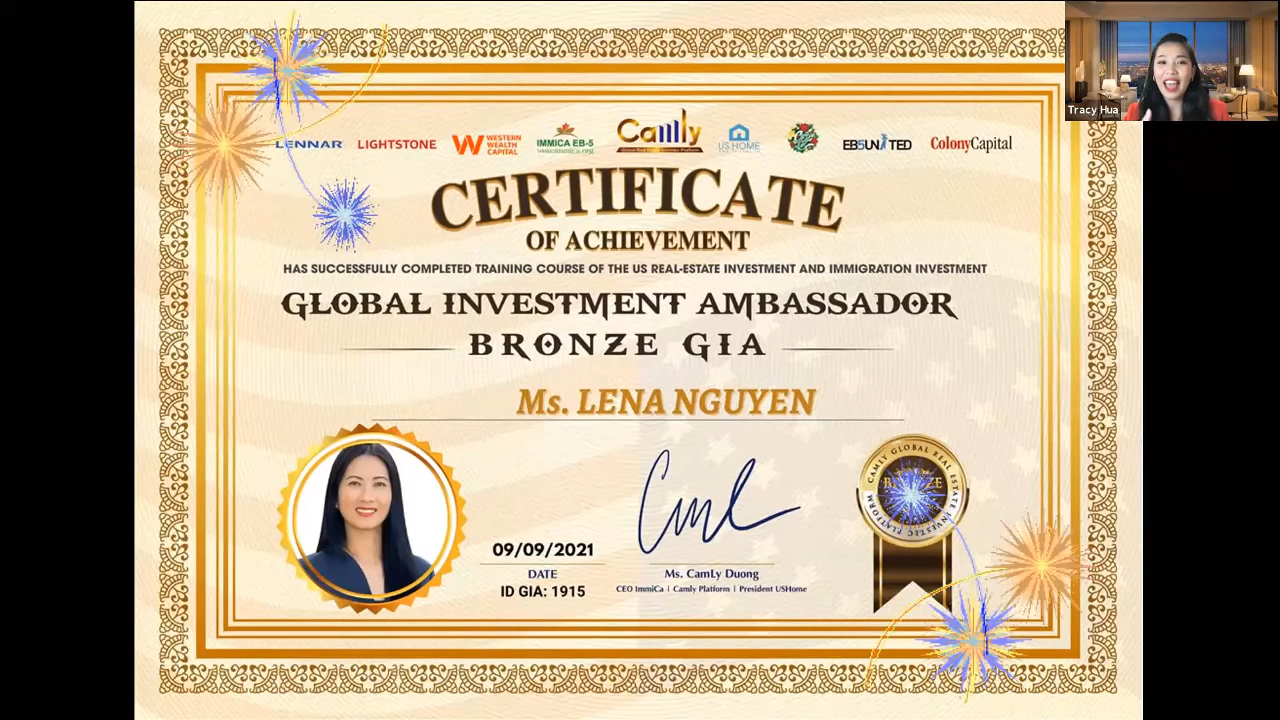 Tracy Hua
LENNAR LIGHTSTONE WESTERN WEALTH CAPITAL IMMICA EB-5 Camly US HOME EB5UNITED ColonyCapital
CERTIFICATE
OF ACHIEVEMENT
HAS SUCCESSFULLY COMPLETED TRAINING COURSE OF THE US REAL-ESTATE INVESTMENT AND IMMIGRATION INVESTMENT
GLOBAL INVESTMENT AMBASSADOR
BRONZE GIA
Ms. LENA NGUYEN
CAMLY GLOBAL REAL ESTATE INVESTEC PLATFORM
09/09/2021
DATE
ID GIA: 1915
Ms. CamLy Duong
CEO ImmiCa | Camly Platform | President USHome